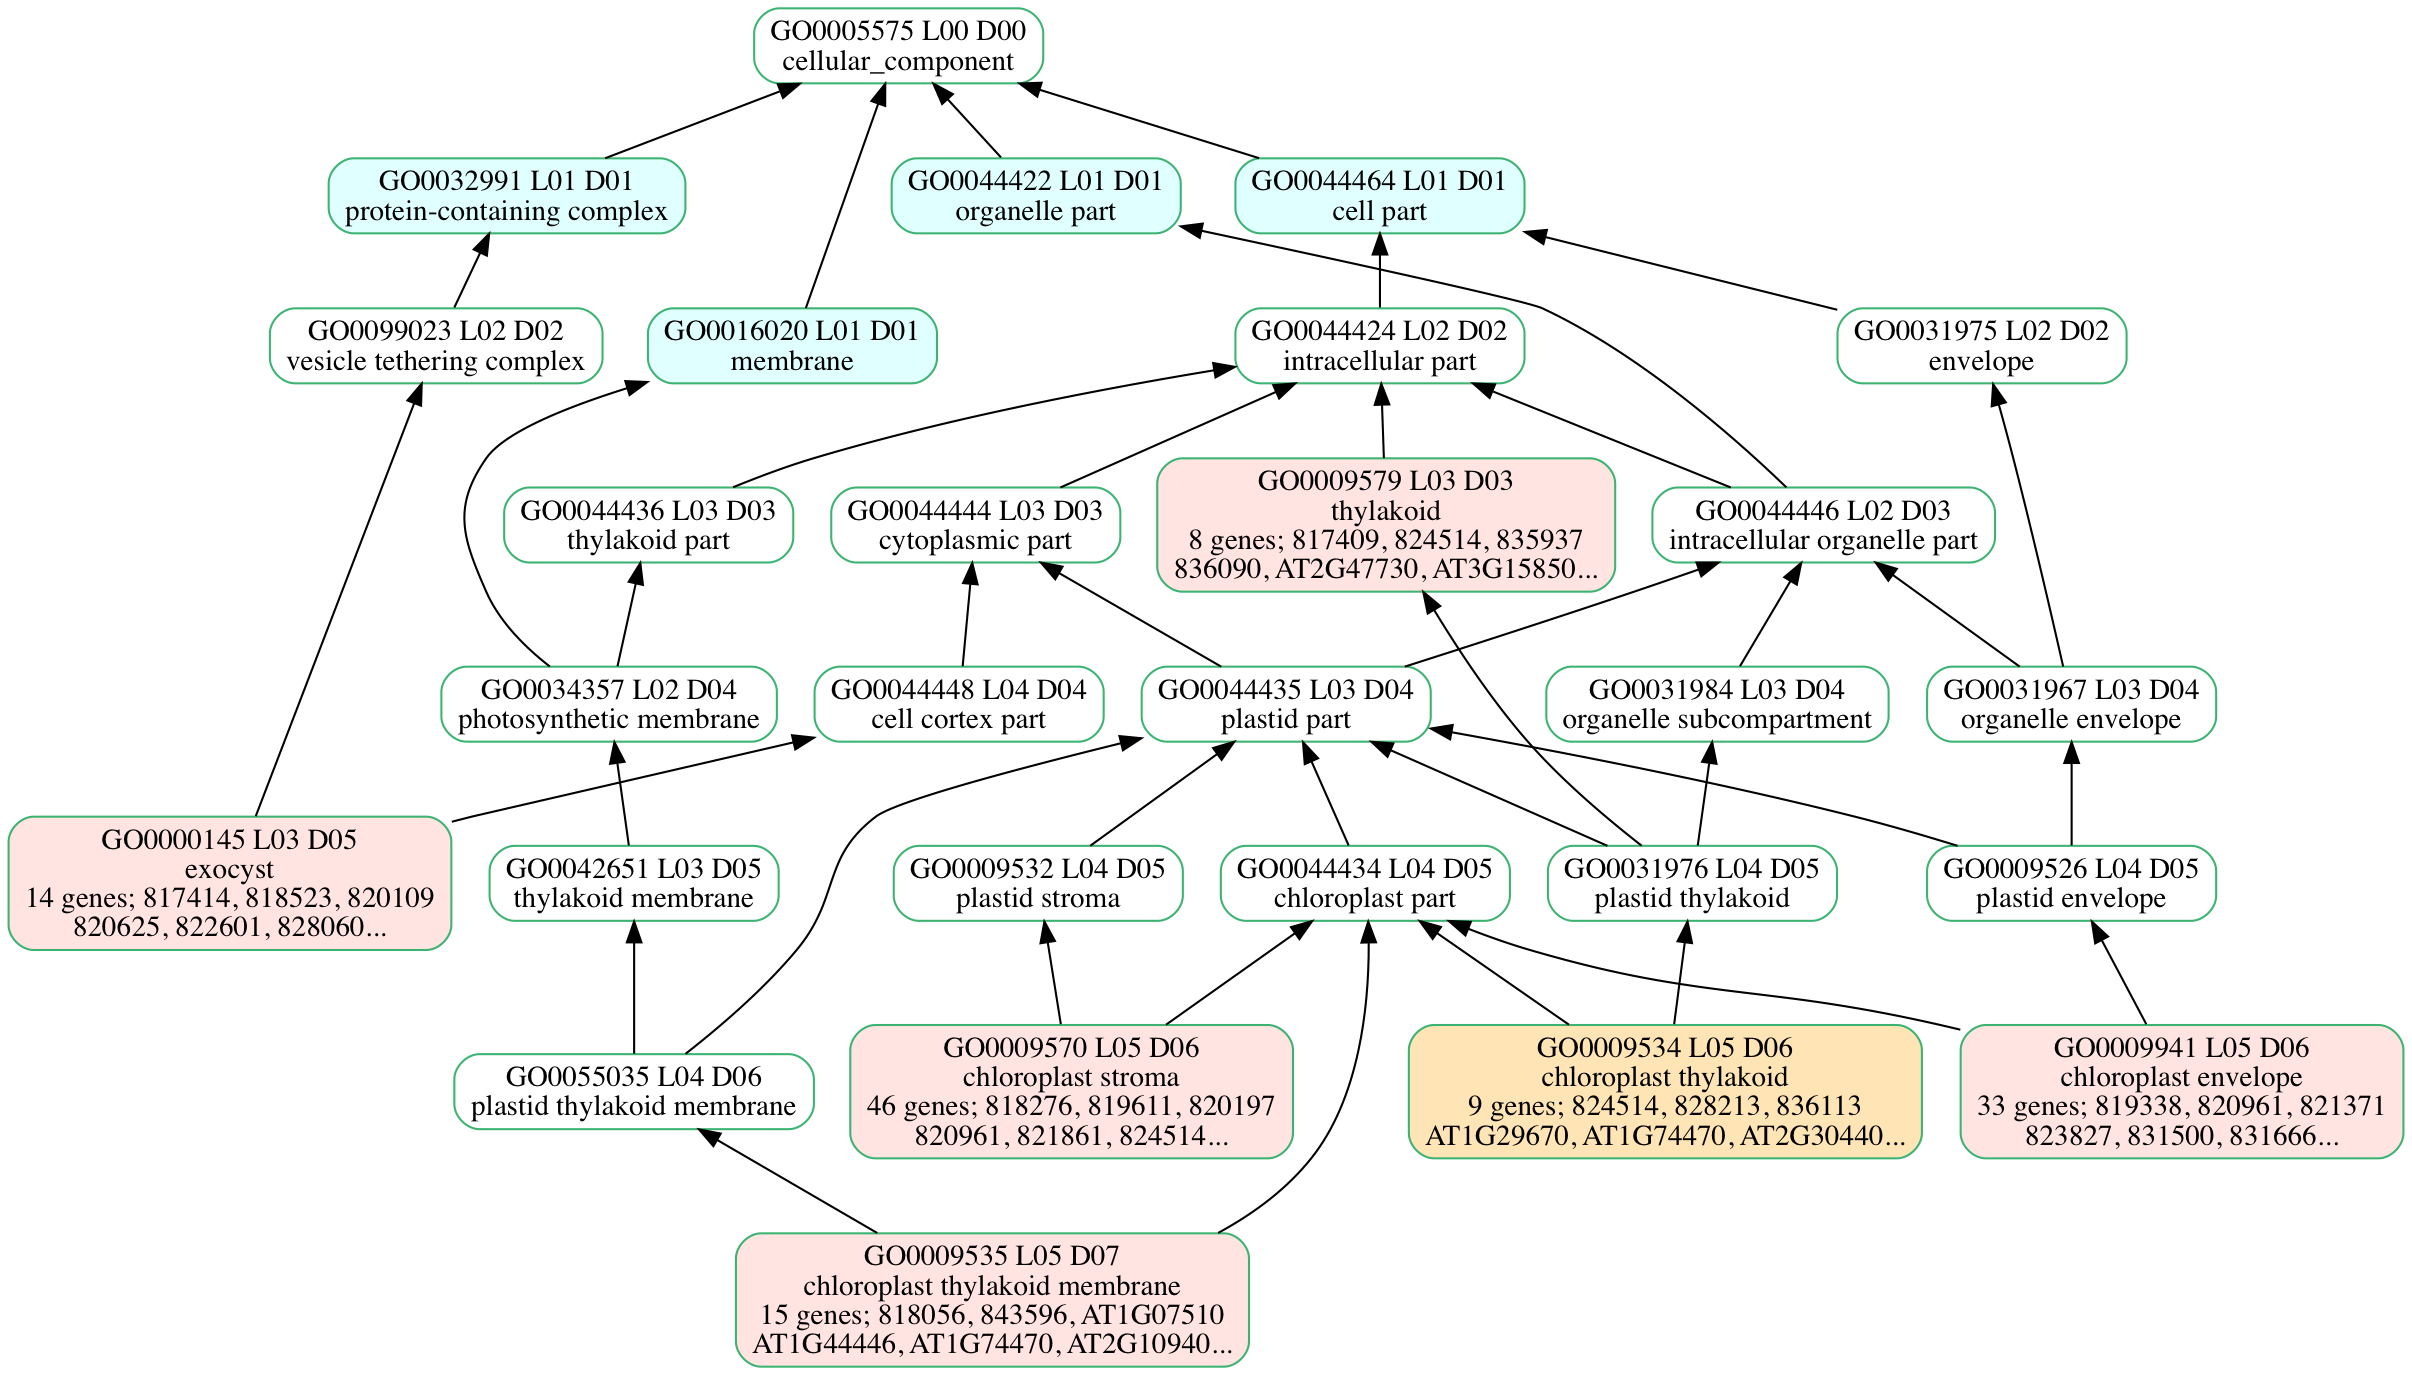 GO0005575 L00 D00
cellular_component
GO0032991 L01 D01
protein-containing complex
GO0044422 L01 D01
organelle part
GO0044464 L01 D01
cell part
GO0099023 L02 D02
vesicle tethering complex
GO0016020 L01 D01
membrane
GO0044424 L02 D02
intracellular part
GO0031975 L02 D02
envelope
GO0044436 L03 D03
thylakoid part
GO0044444 L03 D03
cytoplasmic part
GO0009579 L03 D03
thylakoid
8 genes; 817409, 824514, 835937
836090, AT2G47730, AT3G15850...
GO0044446 L02 D03
intracellular organelle part
GO0034357 L02 D04
photosynthetic membrane
GO0044448 L04 D04
cell cortex part
GO0044435 L03 D04
plastid part
GO0031984 L03 D04
organelle subcompartment
GO0031967 L03 D04
organelle envelope
GO0000145 L03 D05
exocyst
14 genes; 817414, 818523, 820109
820625, 822601, 828060...
GO0042651 L03 D05
thylakoid membrane
GO0009532 L04 D05
plastid stroma
GO0044434 L04 D05
chloroplast part
GO0031976 L04 D05
plastid thylakoid
GO0009526 L04 D05
plastid envelope
GO0055035 L04 D06
plastid thylakoid membrane
GO0009570 L05 D06
chloroplast stroma
46 genes; 818276, 819611, 820197
820961, 821861, 824514...
GO0009534 L05 D06
chloroplast thylakoid
9 genes; 824514, 828213, 836113
AT1G29670, AT1G74470, AT2G30440...
GO0009941 L05 D06
chloroplast envelope
33 genes; 819338, 820961, 821371
823827, 831500, 831666...
GO0009535 L05 D07
chloroplast thylakoid membrane
15 genes; 818056, 843596, AT1G07510
AT1G44446, AT1G74470, AT2G10940...